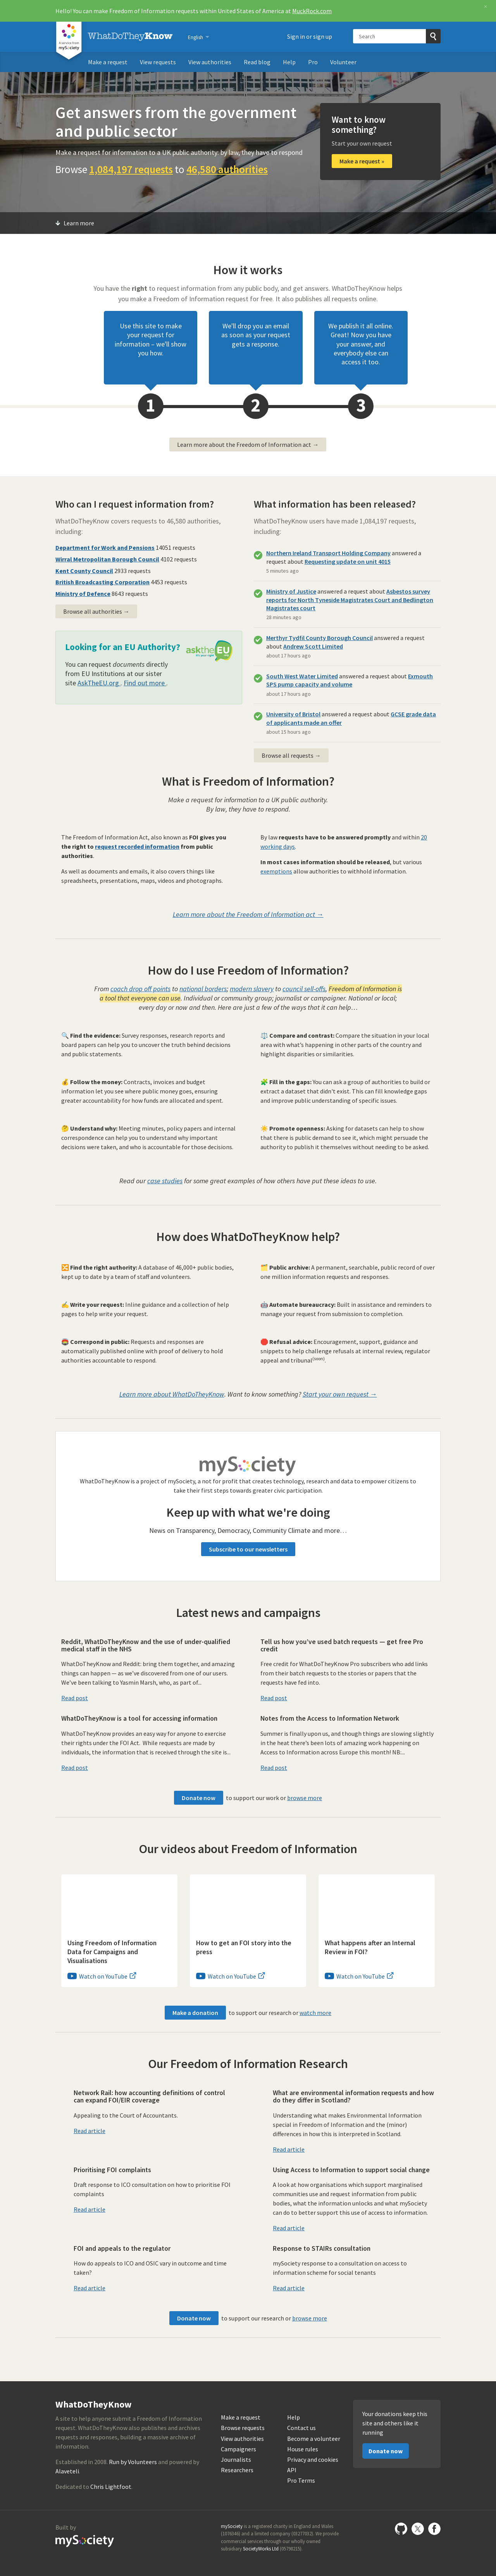 Hello! You can make Freedom of Information requests within United States of America at MuckRock.com
WhatDoTheyKnow
English
Sign in or sign up
Search
Make a request
View requests
View authorities
Read blog
Help
Pro
Volunteer
Get answers from the government
and public sector
Make a request for information to a UK public authority: by law, they have to respond
Browse 1,084,197 requests to 46,580 authorities
Want to know
something?
Start your own request
Make a request »
Learn more
How it works
You have the right to request information from any public body, and get answers. WhatDoTheyKnow helps
you make a Freedom of Information request for free. It also publishes all requests online.
Use this site to make
your request for
information – we'll show
you how.
We'll drop you an email
as soon as your request
gets a response.
We publish it all online.
Great! Now you have
your answer, and
everybody else can
access it too.
1
2
3
Learn more about the Freedom of Information act →
Who can I request information from?
WhatDoTheyKnow covers requests to 46,580 authorities,
including:
Department for Work and Pensions 14051 requests
Wirral Metropolitan Borough Council 4102 requests
Kent County Council 2933 requests
British Broadcasting Corporation 4453 requests
Ministry of Defence 8643 requests
Browse all authorities →
Looking for an EU Authority?
You can request documents directly
from EU Institutions at our sister
site AskTheEU.org . Find out more .
asktheEU
What information has been released?
WhatDoTheyKnow users have made 1,084,197 requests,
including:
Northern Ireland Transport Holding Company answered a
request about Requesting update on unit 4015
5 minutes ago
Ministry of Justice answered a request about Asbestos survey
reports for North Tyneside Magistrates Court and Bedlington
Magistrates court
28 minutes ago
Merthyr Tydfil County Borough Council answered a request
about Andrew Scott Limited
about 17 hours ago
South West Water Limited answered a request about Exmouth
SPS pump capacity and volume
about 17 hours ago
University of Bristol answered a request about GCSE grade data
of applicants made an offer
about 15 hours ago
Browse all requests →
What is Freedom of Information?
Make a request for information to a UK public authority.
By law, they have to respond.
The Freedom of Information Act, also known as FOI gives you
the right to request recorded information from public
authorities.
As well as documents and emails, it also covers things like
spreadsheets, presentations, maps, videos and photographs.
By law requests have to be answered promptly and within 20
working days.
In most cases information should be released, but various
exemptions allow authorities to withhold information.
Learn more about the Freedom of Information act →
How do I use Freedom of Information?
From coach drop off points to national borders; modern slavery to council sell-offs, Freedom of Information is
a tool that everyone can use. Individual or community group; journalist or campaigner. National or local;
every day or now and then. Here are just a few of the ways that it can help…
🔍 Find the evidence: Survey responses, research reports and
board papers can help you to uncover the truth behind decisions
and public statements.
⚖️ Compare and contrast: Compare the situation in your local
area with what's happening in other parts of the country and
highlight disparities or similarities.
💰 Follow the money: Contracts, invoices and budget
information let you see where public money goes, ensuring
greater accountability for how funds are allocated and spent.
🧩 Fill in the gaps: You can ask a group of authorities to build or
extract a dataset that didn't exist. This can fill knowledge gaps
and improve public understanding of specific issues.
🤔 Understand why: Meeting minutes, policy papers and internal
correspondence can help you to understand why important
decisions were taken, and who is accountable for those decisions.
☀️ Promote openness: Asking for datasets can help to show
that there is public demand to see it, which might persuade the
authority to publish it themselves without needing to be asked.
Read our case studies for some great examples of how others have put these ideas to use.
How does WhatDoTheyKnow help?
🔀 Find the right authority: A database of 46,000+ public bodies,
kept up to date by a team of staff and volunteers.
🗂️ Public archive: A permanent, searchable, public record of over
one million information requests and responses.
✍️ Write your request: Inline guidance and a collection of help
pages to help write your request.
🤖 Automate bureaucracy: Built in assistance and reminders to
manage your request from submission to completion.
📯 Correspond in public: Requests and responses are
automatically published online with proof of delivery to hold
authorities accountable to respond.
🛑 Refusal advice: Encouragement, support, guidance and
snippets to help challenge refusals at internal review, regulator
appeal and tribunal
Learn more about WhatDoTheyKnow. Want to know something? Start your own request →
mySociety
WhatDoTheyKnow is a project of mySociety, a not for profit that creates technology, research and data to empower citizens to
take their first steps towards greater civic participation.
Keep up with what we're doing
News on Transparency, Democracy, Community Climate and more…
Subscribe to our newsletters
Latest news and campaigns
Reddit, WhatDoTheyKnow and the use of under-qualified
medical staff in the NHS
WhatDoTheyKnow and Reddit: bring them together, and amazing
things can happen — as we've discovered from one of our users.
We've been talking to Yasmin Marsh, who, as part of...
Read post
Tell us how you've used batch requests — get free Pro
credit
Free credit for WhatDoTheyKnow Pro subscribers who add links
from their batch requests to the stories or papers that the
requests have fed into.
Read post
WhatDoTheyKnow is a tool for accessing information
WhatDoTheyKnow provides an easy way for anyone to exercise
their rights under the FOI Act. While requests are made by
individuals, the information that is received through the site is...
Read post
Notes from the Access to Information Network
Summer is finally upon us, and though things are slowing slightly
in the heat there's been lots of amazing work happening on
Access to Information across Europe this month! NB:...
Read post
Donate now to support our work or browse more
Our videos about Freedom of Information
Using Freedom of Information
Data for Campaigns and
Visualisations
Watch on YouTube
How to get an FOI story into the
press
Watch on YouTube
What happens after an Internal
Review in FOI?
Watch on YouTube
Make a donation to support our research or watch more
Our Freedom of Information Research
Network Rail: how accounting definitions of control
can expand FOI/EIR coverage
Appealing to the Court of Accountants.
Read article
What are environmental information requests and how
do they differ in Scotland?
Understanding what makes Environmental Information
special in Freedom of Information and the (minor)
differences in how this is interpreted in Scotland.
Read article
Prioritising FOI complaints
Draft response to ICO consultation on how to prioritise FOI
complaints
Read article
Using Access to Information to support social change
A look at how organisations which support marginalised
communities use and request information from public
bodies, what the information unlocks and what mySociety
can do to better support this use of access to information.
Read article
FOI and appeals to the regulator
How do appeals to ICO and OSIC vary in outcome and time
taken?
Read article
Response to STAIRs consultation
mySociety response to a consultation on access to
information scheme for social tenants
Read article
Donate now to support our research or browse more
WhatDoTheyKnow
A site to help anyone submit a Freedom of Information
request. WhatDoTheyKnow also publishes and archives
requests and responses, building a massive archive of
information.
Established in 2008. Run by Volunteers and powered by
Alaveteli.
Dedicated to Chris Lightfoot.
Make a request
Browse requests
View authorities
Campaigners
Journalists
Researchers
Help
Contact us
Become a volunteer
House rules
Privacy and cookies
API
Pro Terms
Your donations keep this
site and others like it
running
Donate now
Built by
mySociety
mySociety is a registered charity in England and Wales
(1076346) and a limited company (03277032). We provide
commercial services through our wholly owned
subsidiary SocietyWorks Ltd (05798215).